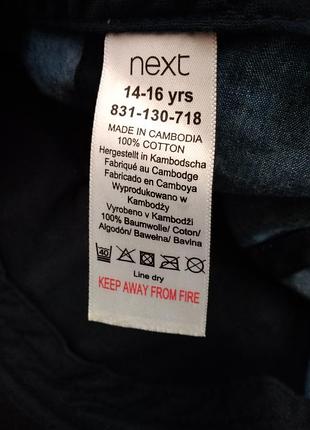 next
14-16 yrs
831-130-718
MADE IN CAMBODIA
100% COTTON
Hergestellt in Kambodscha
Fabriqué au Cambodge
Fabricado en Camboya
Wyprodukowano w
Kambodży
Vyrobeno v Kambodži
100% Baumwolle/ Coton/
Algodón/ Bawełna/ Bavlna
40
Line dry
KEEP AWAY FROM FIRE